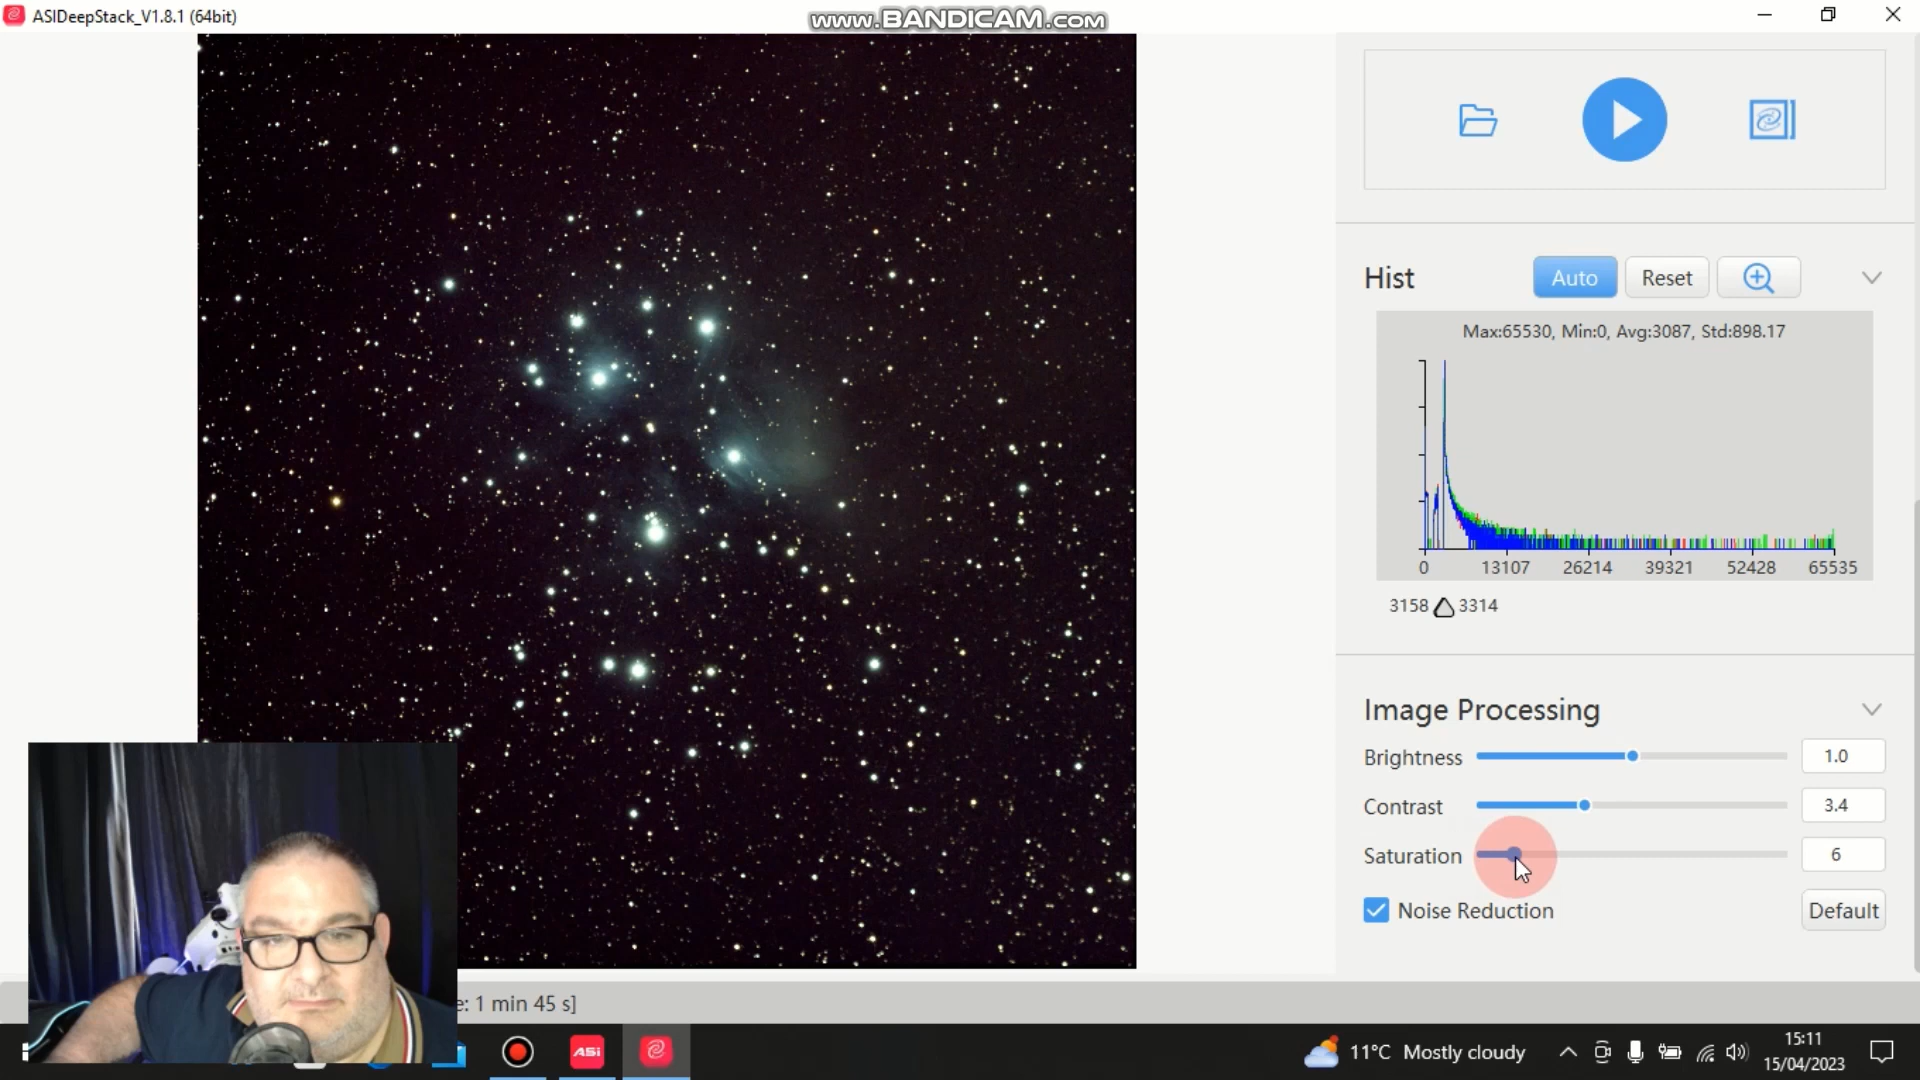 ASIDeepStack_V1.8.1 (64bit)
WWW.BANDICAM.COM
Hist
Auto
Reset
Max:65530, Min:0, Avg:3087, Std:898.17
0 13107 26214 39321 52428 65535
3158 3314
Image Processing
Brightness 1.0
Contrast 3.4
Saturation 6
Noise Reduction
Default
e: 1 min 45 s]
ASI
11°C Mostly cloudy
15:11
15/04/2023